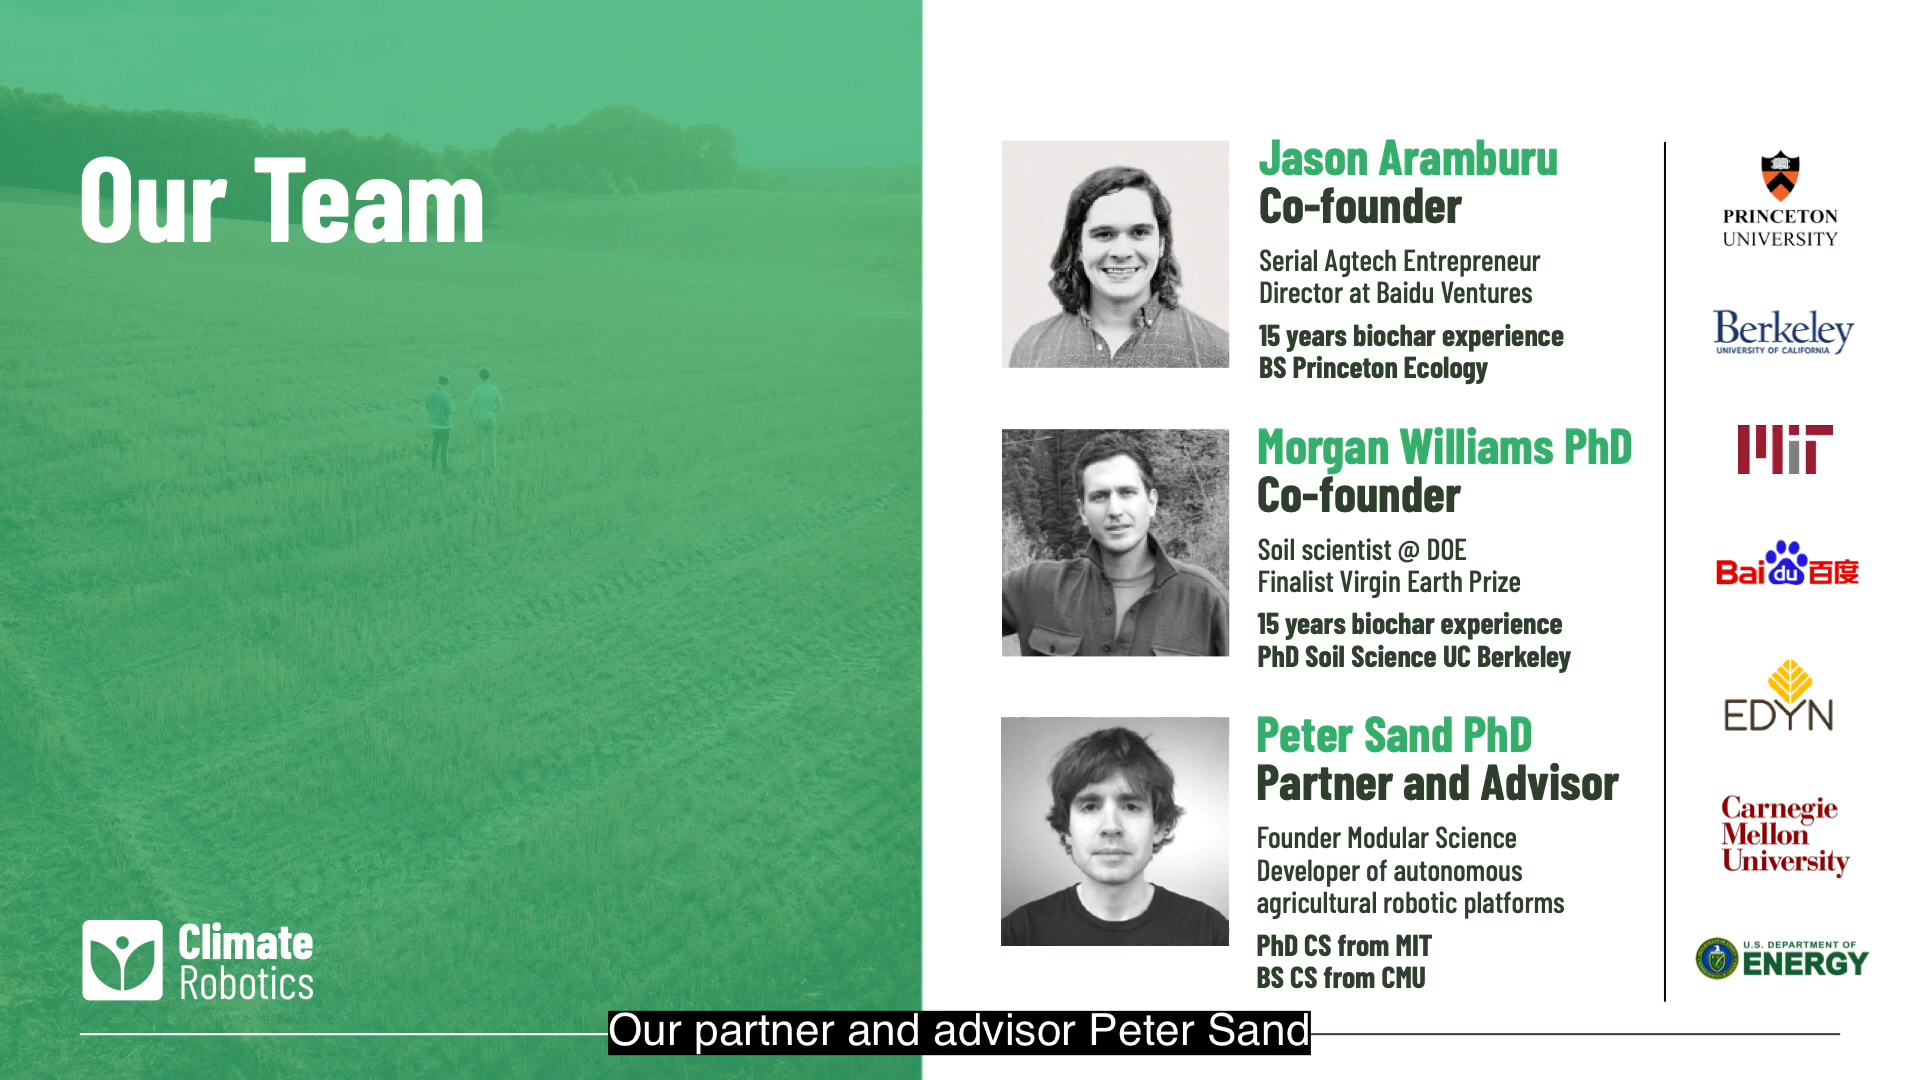 Our Team
Jason Aramburu
Co-founder
Serial Agtech Entrepreneur
Director at Baidu Ventures
15 years biochar experience
BS Princeton Ecology
Morgan Williams PhD
Co-founder
Soil scientist @ DOE
Finalist Virgin Earth Prize
15 years biochar experience
PhD Soil Science UC Berkeley
Peter Sand PhD
Partner and Advisor
Founder Modular Science
Developer of autonomous
agricultural robotic platforms
PhD CS from MIT
BS CS from CMU
PRINCETON
UNIVERSITY
Berkeley
UNIVERSITY OF CALIFORNIA
MIT
Baidu百度
EDYN
Carnegie
Mellon
University
U.S. DEPARTMENT OF
ENERGY
Climate
Robotics
Our partner and advisor Peter Sand